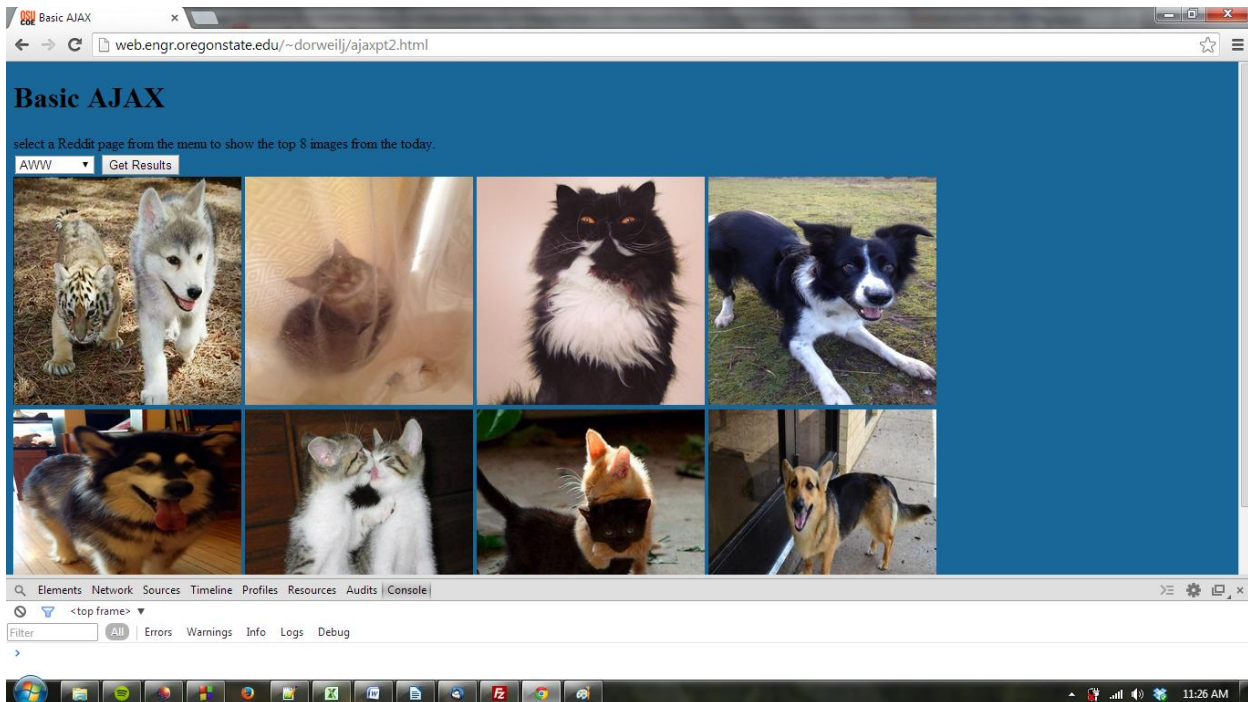 OSU
COE
Basic AJAX
web.engr.oregonstate.edu/~dorweilj/ajaxpt2.html
Basic AJAX
select a Reddit page from the menu to show the top 8 images from the today.
AWW Get Results
Elements Network Sources Timeline Profiles Resources Audits Console
<top frame>
Filter All Errors Warnings Info Logs Debug
11:26 AM